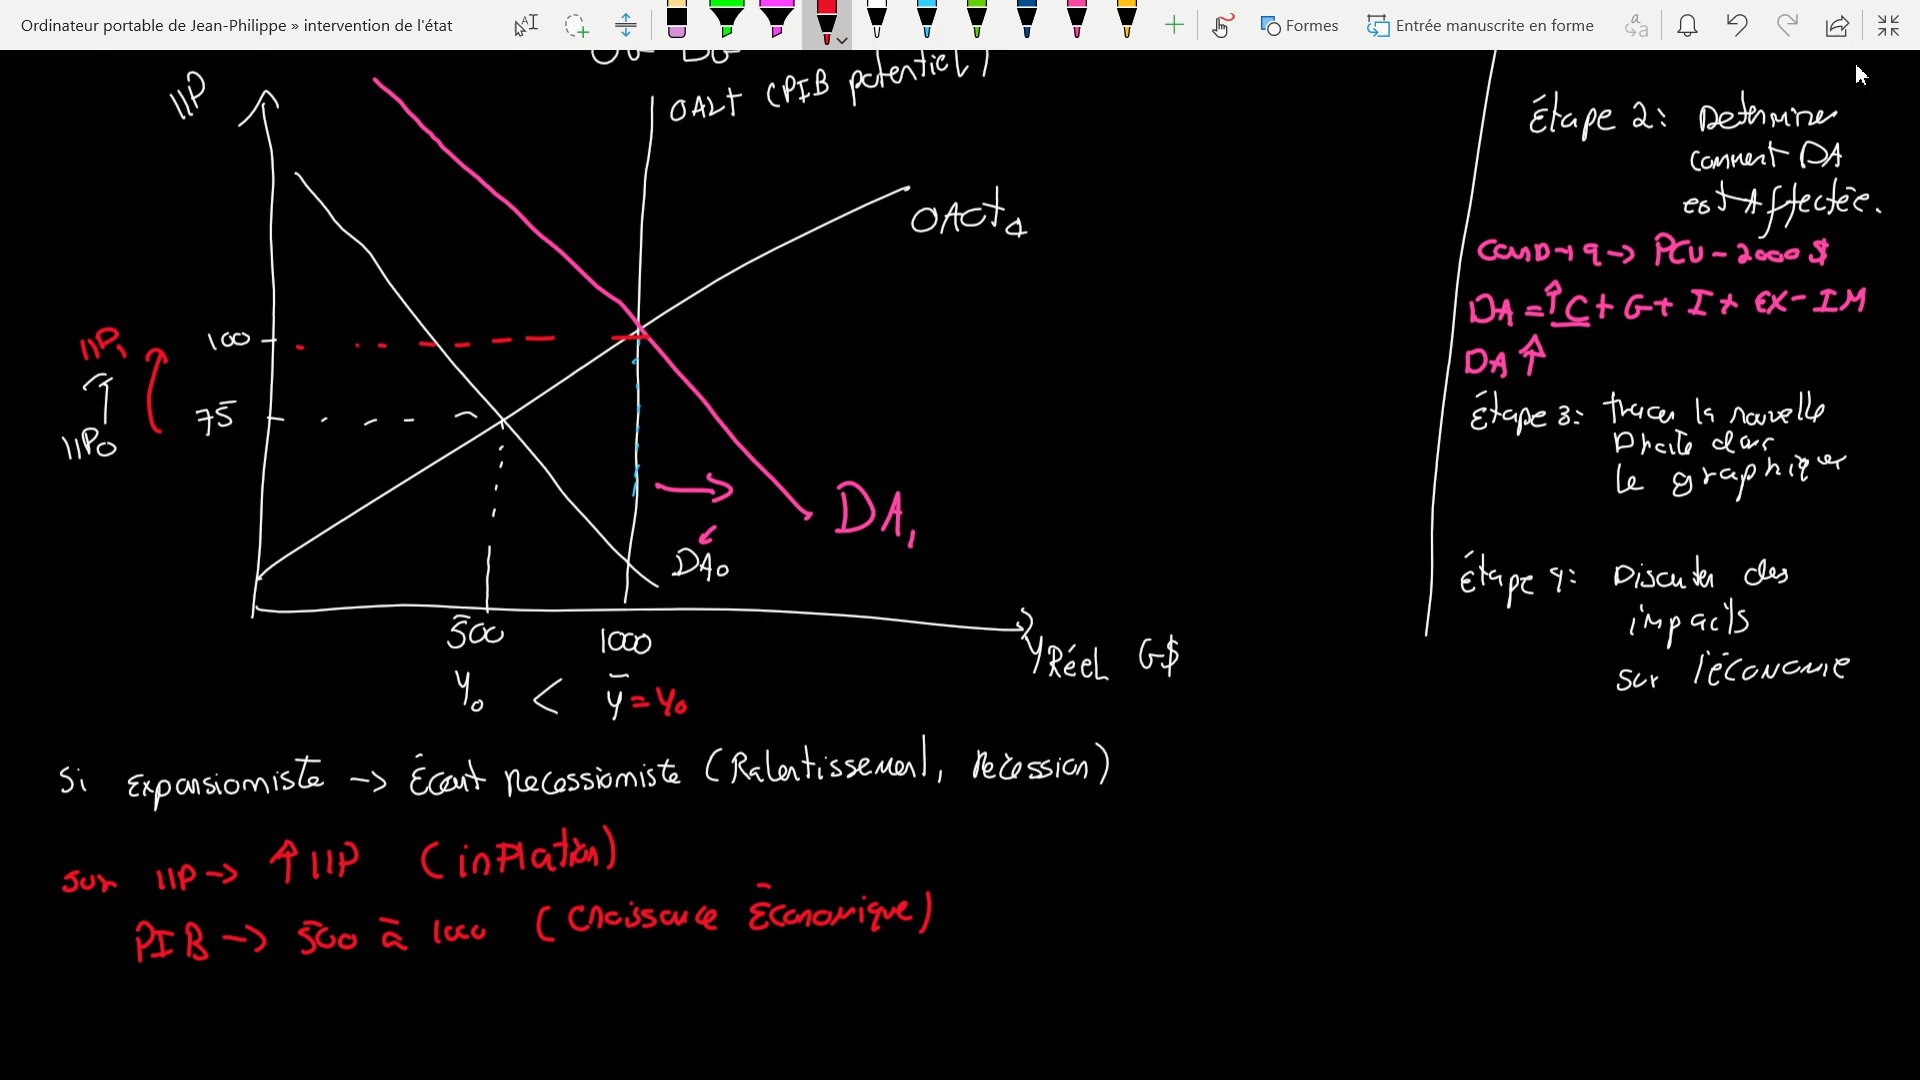 Ordinateur portable de Jean-Philippe » intervention de l'état
Formes
Entrée manuscrite en forme
IIP
OALT (PIB potentiel)
OACT
100
IIP₁
IIP₀
75
DA₁
DA₀
500
1000
Y Réel G$
Y₀ < Ȳ = Y₀
Si Expansionniste -> Écart Recessionniste (Ralentissement, Récession)
sur IIP -> ↑ IIP (inflation)
PIB -> 500 à 1000 (Croissance Économique)
Étape 2: Determiner
comment DA
est Affectée.
DA = ↑C + G + I + EX - IM
DA ↑
Étape 3: tracer la nouvelle
Droite dans
le graphique
Étape 4: Discuter des
impacts
sur l'économie